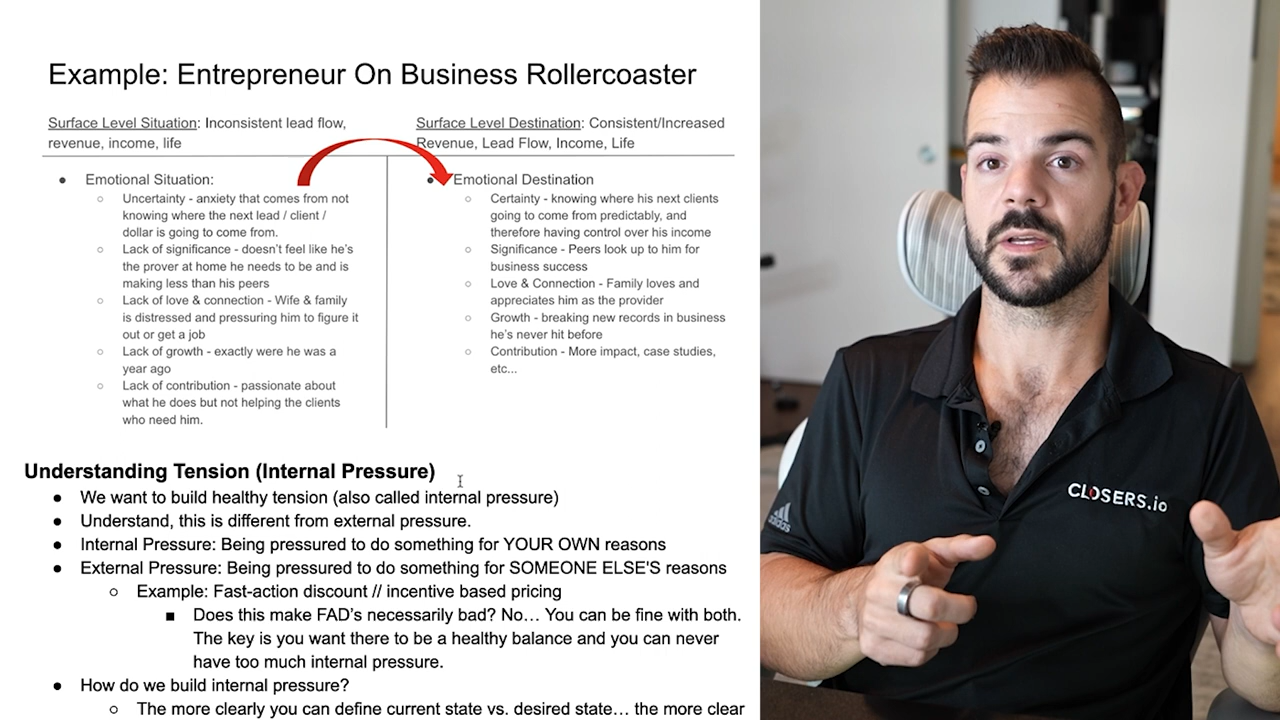 Example: Entrepreneur On Business Rollercoaster
Surface Level Situation: Inconsistent lead flow,
revenue, income, life
● Emotional Situation:
○ Uncertainty - anxiety that comes from not
knowing where the next lead / client /
dollar is going to come from.
○ Lack of significance - doesn't feel like he's
the prover at home he needs to be and is
making less than his peers
○ Lack of love & connection - Wife & family
is distressed and pressuring him to figure it
out or get a job
○ Lack of growth - exactly were he was a
year ago
○ Lack of contribution - passionate about
what he does but not helping the clients
who need him.
Surface Level Destination: Consistent/Increased
Revenue, Lead Flow, Income, Life
● Emotional Destination
○ Certainty - knowing where his next clients
going to come from predictably, and
therefore having control over his income
○ Significance - Peers look up to him for
business success
○ Love & Connection - Family loves and
appreciates him as the provider
○ Growth - breaking new records in business
he's never hit before
○ Contribution - More impact, case studies,
etc...
Understanding Tension (Internal Pressure)
● We want to build healthy tension (also called internal pressure)
● Understand, this is different from external pressure.
● Internal Pressure: Being pressured to do something for YOUR OWN reasons
● External Pressure: Being pressured to do something for SOMEONE ELSE'S reasons
○ Example: Fast-action discount // incentive based pricing
■ Does this make FAD's necessarily bad? No… You can be fine with both.
The key is you want there to be a healthy balance and you can never
have too much internal pressure.
● How do we build internal pressure?
○ The more clearly you can define current state vs. desired state… the more clear
adidas
CLOSERS.io